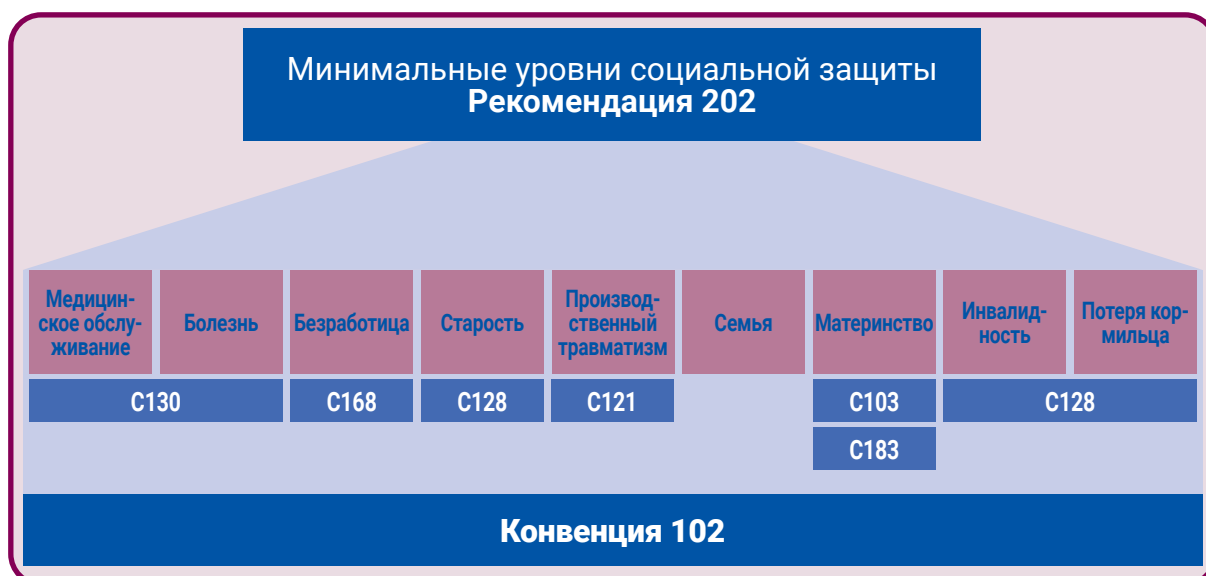 Минимальные уровни социальной защиты
Рекомендация 202
Медицин-
ское обслу-
живание
Болезнь
Безработица
Старость
Производ-
ственный
травматизм
Семья
Материнство
Инвалид-
ность
Потеря кор-
мильца
C130
C168
C128
C121
C103
C128
C183
Конвенция 102